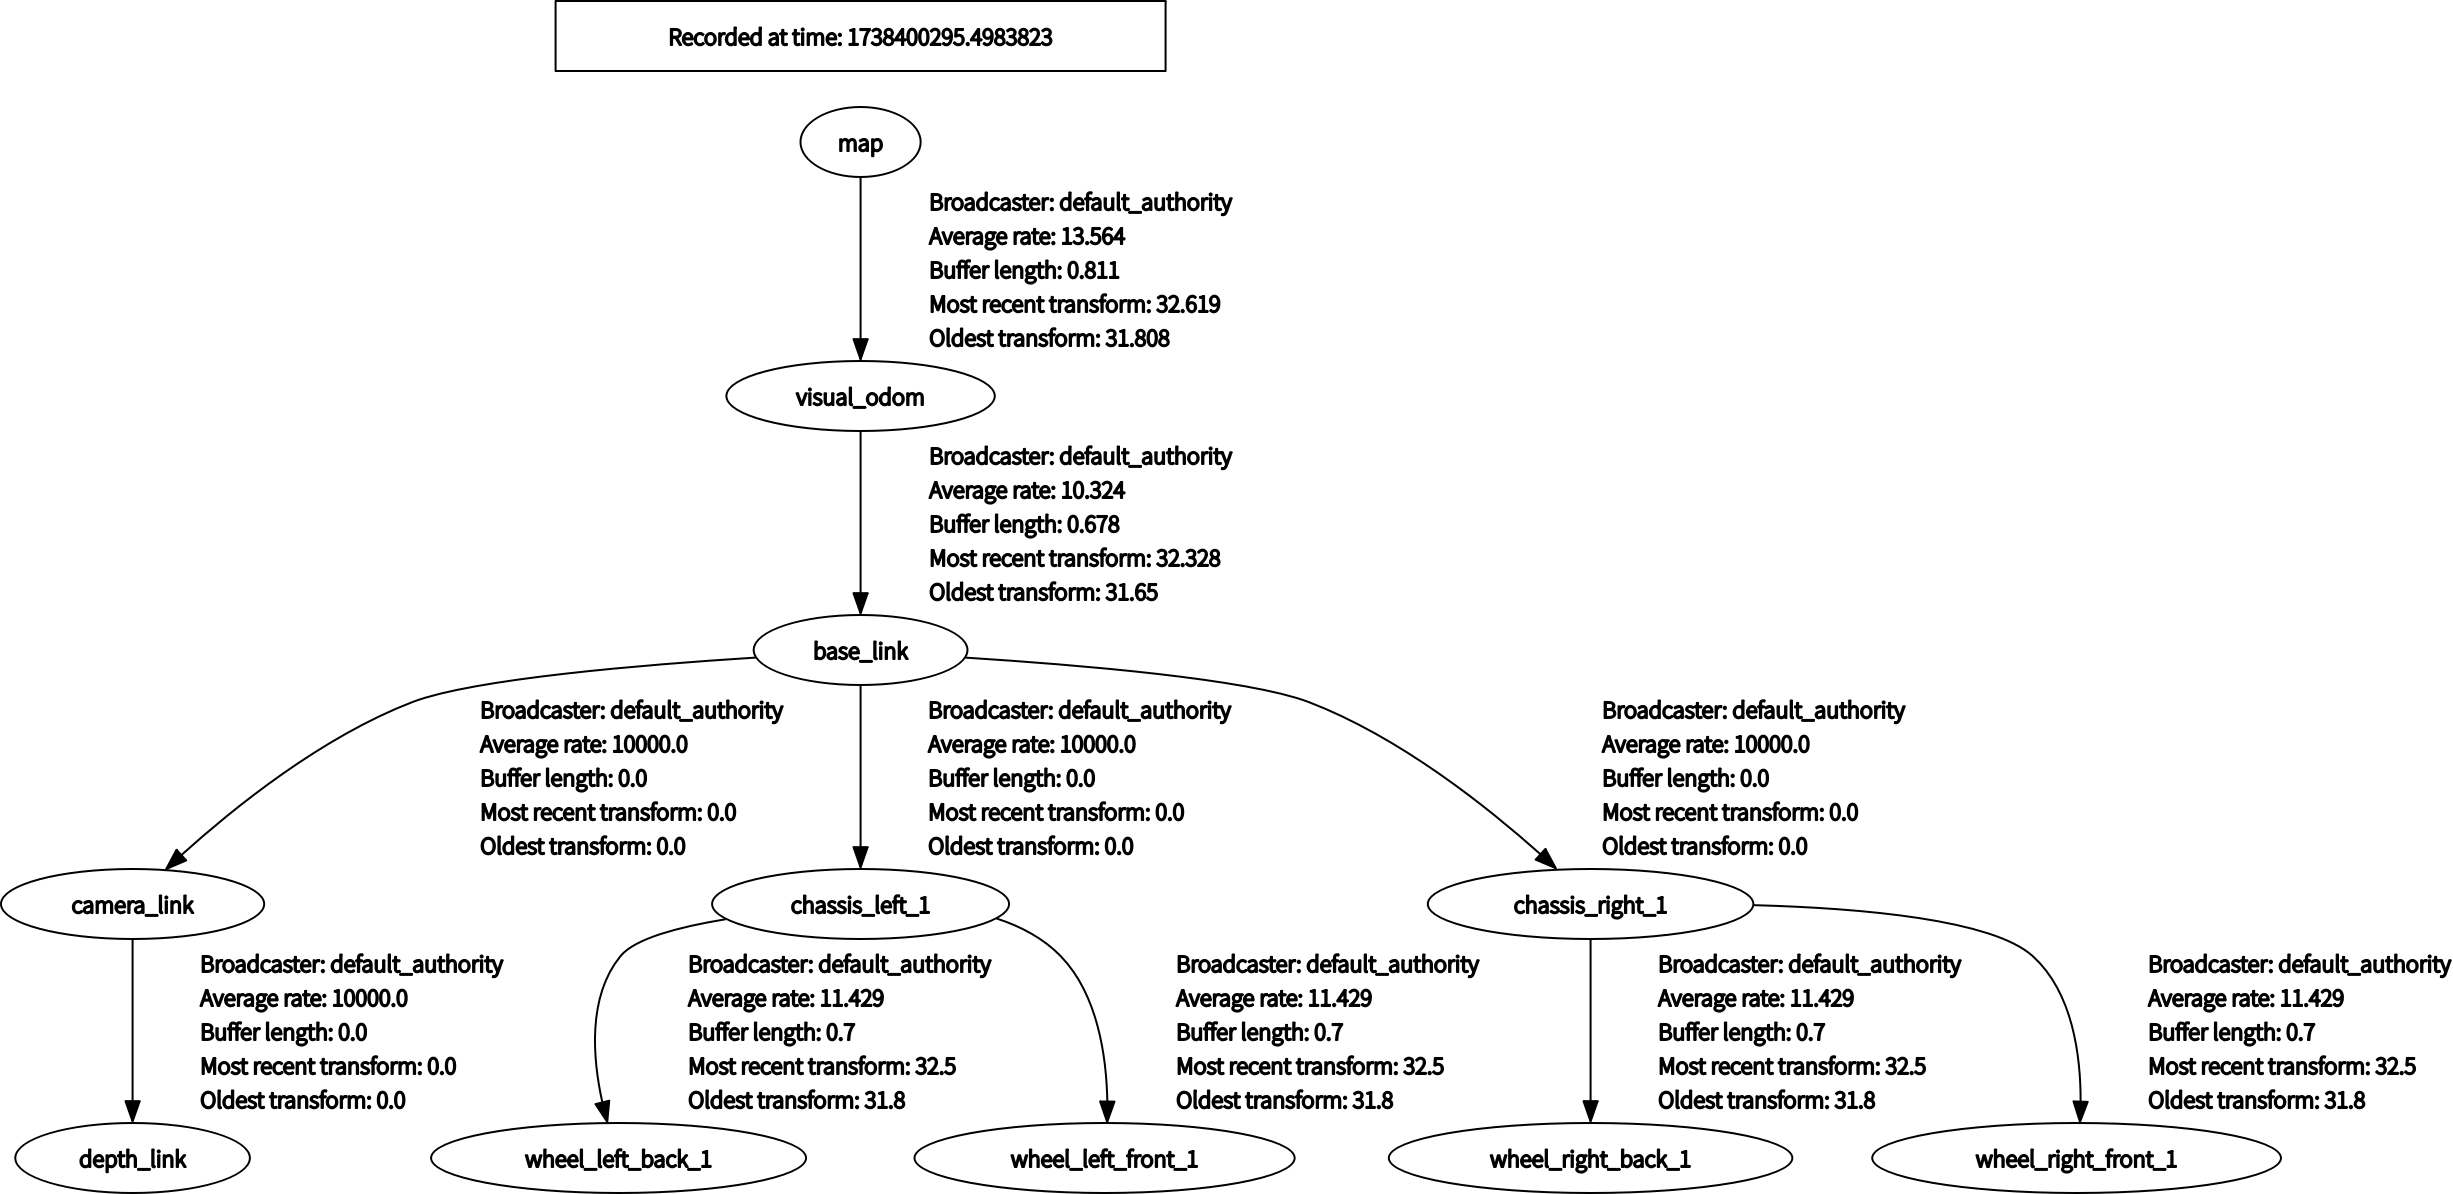 Recorded at time: 1738400295.4983823
map
Broadcaster: default_authority
Average rate: 13.564
Buffer length: 0.811
Most recent transform: 32.619
Oldest transform: 31.808
visual_odom
Broadcaster: default_authority
Average rate: 10.324
Buffer length: 0.678
Most recent transform: 32.328
Oldest transform: 31.65
base_link
Broadcaster: default_authority
Average rate: 10000.0
Buffer length: 0.0
Most recent transform: 0.0
Oldest transform: 0.0
Broadcaster: default_authority
Average rate: 10000.0
Buffer length: 0.0
Most recent transform: 0.0
Oldest transform: 0.0
Broadcaster: default_authority
Average rate: 10000.0
Buffer length: 0.0
Most recent transform: 0.0
Oldest transform: 0.0
camera_link
chassis_left_1
chassis_right_1
Broadcaster: default_authority
Average rate: 10000.0
Buffer length: 0.0
Most recent transform: 0.0
Oldest transform: 0.0
Broadcaster: default_authority
Average rate: 11.429
Buffer length: 0.7
Most recent transform: 32.5
Oldest transform: 31.8
Broadcaster: default_authority
Average rate: 11.429
Buffer length: 0.7
Most recent transform: 32.5
Oldest transform: 31.8
Broadcaster: default_authority
Average rate: 11.429
Buffer length: 0.7
Most recent transform: 32.5
Oldest transform: 31.8
Broadcaster: default_authority
Average rate: 11.429
Buffer length: 0.7
Most recent transform: 32.5
Oldest transform: 31.8
depth_link
wheel_left_back_1
wheel_left_front_1
wheel_right_back_1
wheel_right_front_1